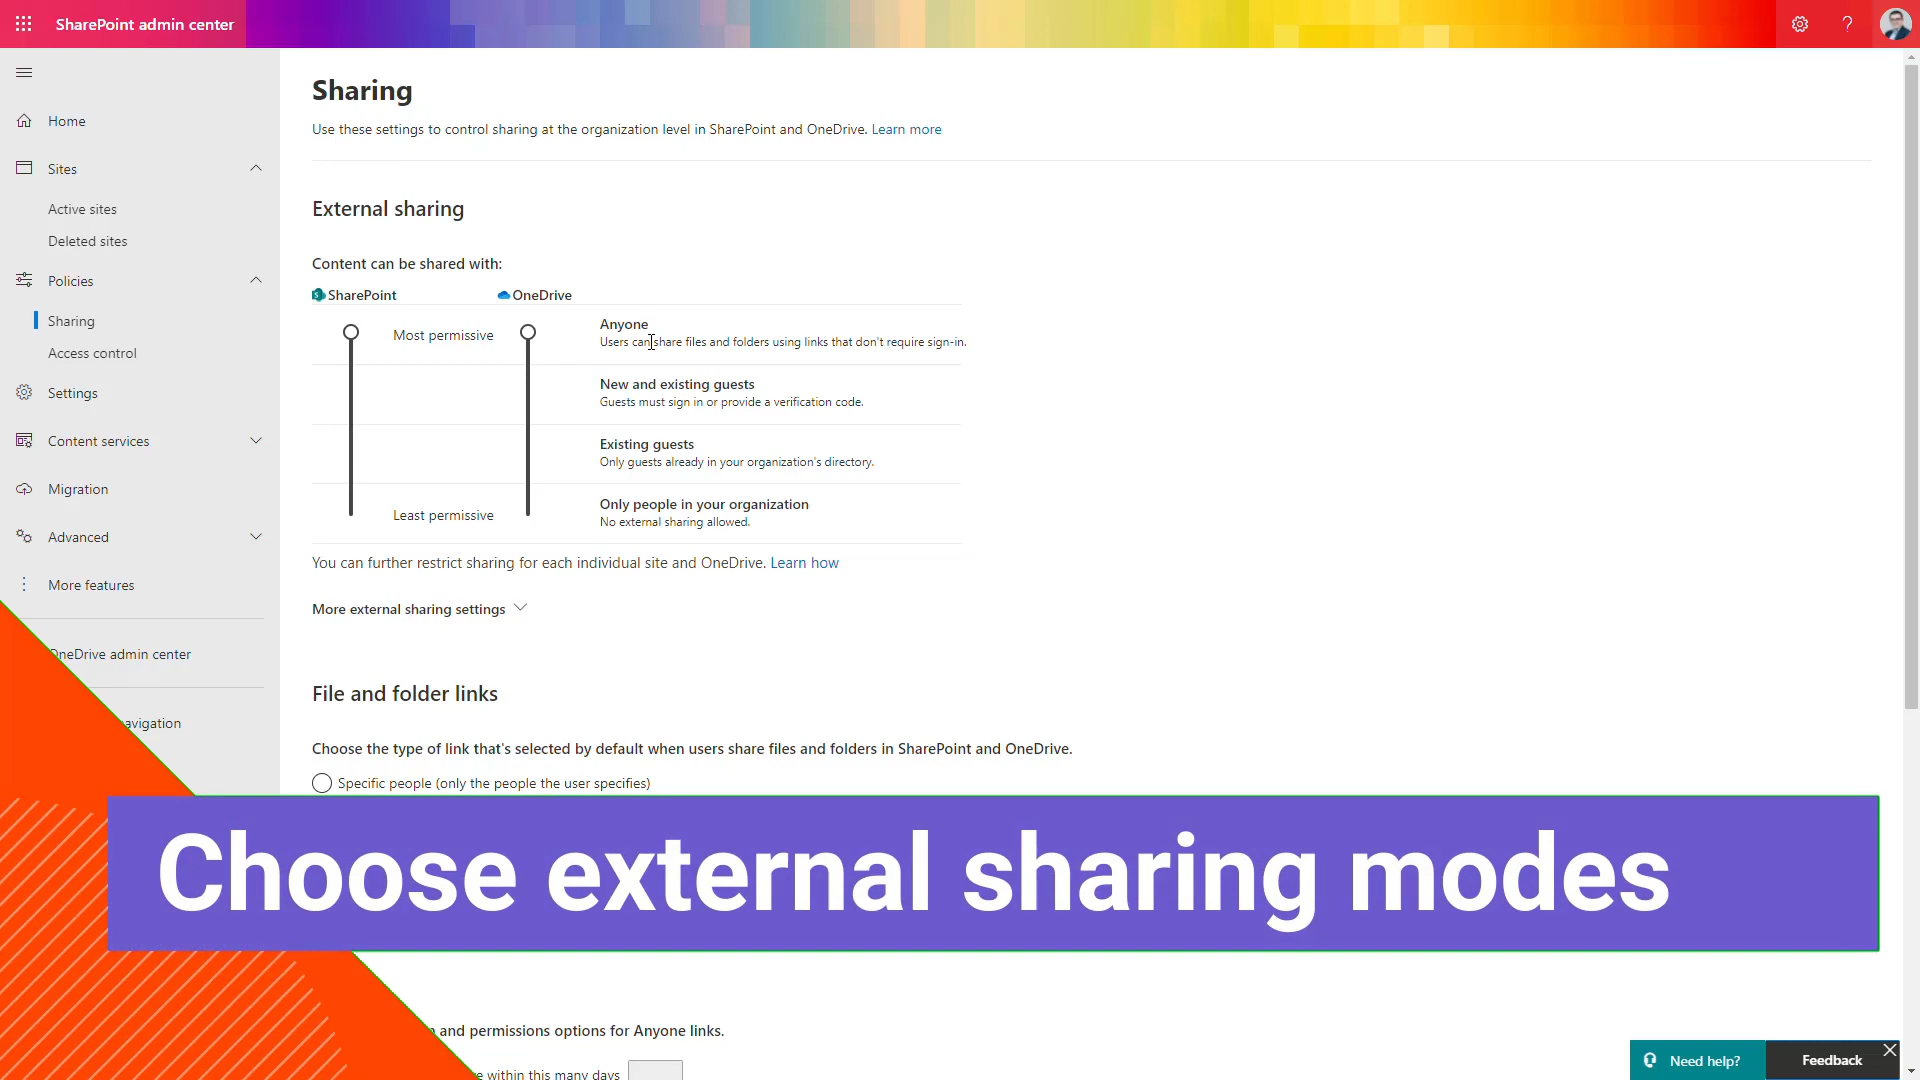 SharePoint admin center
Home
Sites
Active sites
Deleted sites
Policies
Sharing
Access control
Settings
Content services
Migration
Advanced
More features
OneDrive admin center
Sharing
Use these settings to control sharing at the organization level in SharePoint and OneDrive. Learn more
External sharing
Content can be shared with:
SharePoint OneDrive
Most permissive
Anyone
Users can share files and folders using links that don't require sign-in.
New and existing guests
Guests must sign in or provide a verification code.
Existing guests
Only guests already in your organization's directory.
Least permissive
Only people in your organization
No external sharing allowed.
You can further restrict sharing for each individual site and OneDrive. Learn how
More external sharing settings
File and folder links
Choose the type of link that's selected by default when users share files and folders in SharePoint and OneDrive.
Specific people (only the people the user specifies)
Choose external sharing modes
and permissions options for Anyone links.
within this many days
Need help?
Feedback